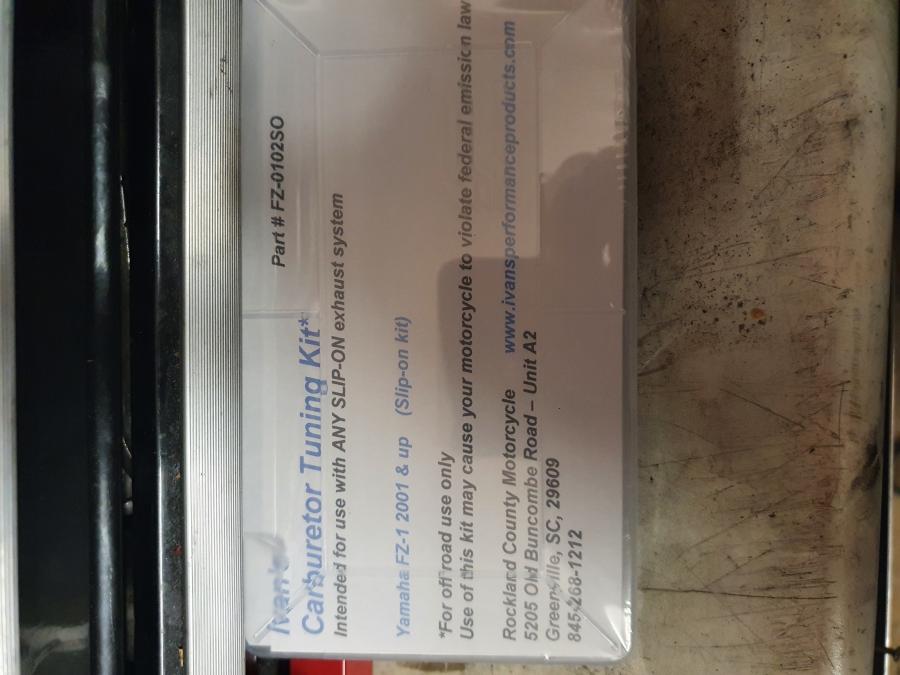 Ivan's
Part # FZ-0102SO
Carburetor Tuning Kit*
Intended for use with ANY SLIP-ON exhaust system
Yamaha FZ-1 2001 & up (Slip-on kit)
*For off road use only
Use of this kit may cause your motorcycle to violate federal emission law
Rockland County Motorcycle www.ivansperformanceproducts.com
5205 Old Buncombe Road – Unit A2
Greenville, SC, 29609
845-268-1212